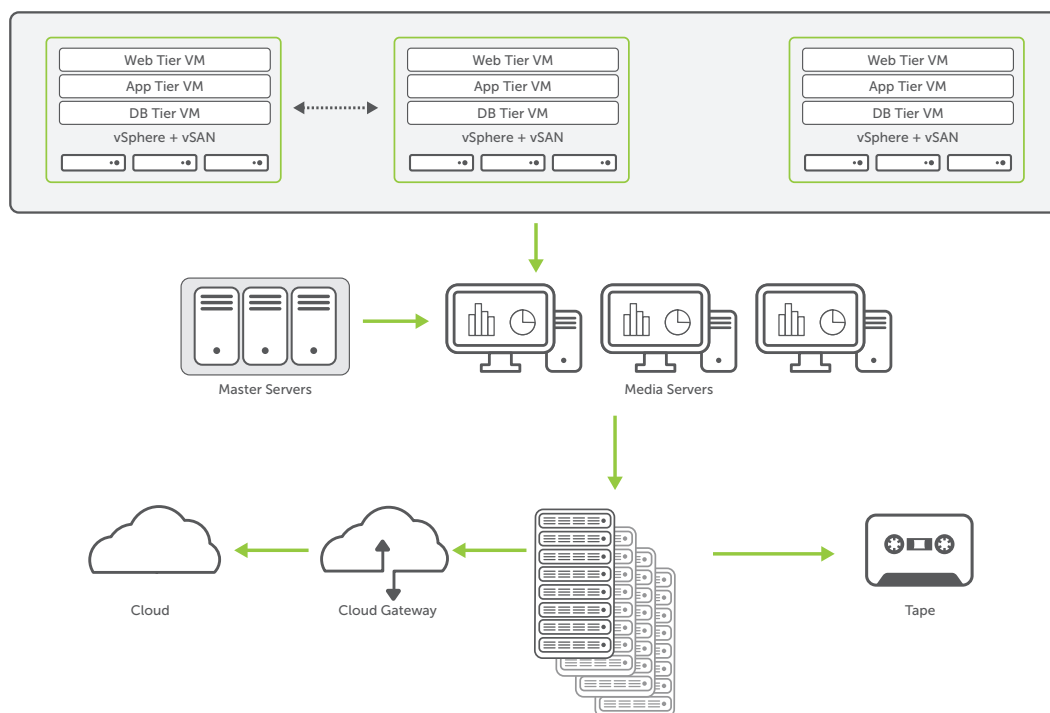 Web Tier VM
App Tier VM
DB Tier VM
vSphere + vSAN
Web Tier VM
App Tier VM
DB Tier VM
vSphere + vSAN
Web Tier VM
App Tier VM
DB Tier VM
vSphere + vSAN
Master Servers
Media Servers
Cloud
Cloud Gateway
Tape